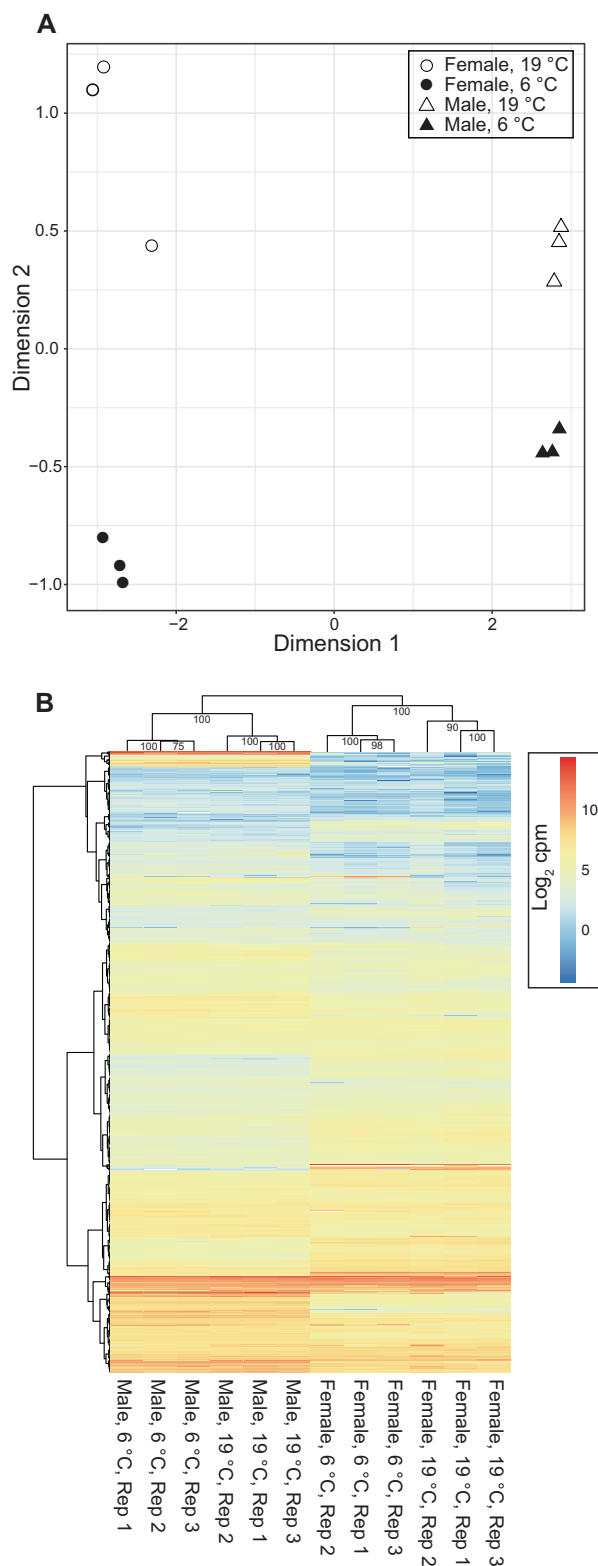 A
Female, 19 °C
Female, 6 °C
Male, 19 °C
Male, 6 °C
1.0
0.5
0.0
−0.5
−1.0
Dimension 2
−2
0
2
Dimension 1
B
100
100
100
75
100
100
100
98
90
100
10
5
0
Log2 cpm
Male, 6 °C, Rep 1
Male, 6 °C, Rep 2
Male, 6 °C, Rep 3
Male, 19 °C, Rep 2
Male, 19 °C, Rep 1
Male, 19 °C, Rep 3
Female, 6 °C, Rep 2
Female, 6 °C, Rep 1
Female, 6 °C, Rep 3
Female, 19 °C, Rep 2
Female, 19 °C, Rep 1
Female, 19 °C, Rep 3